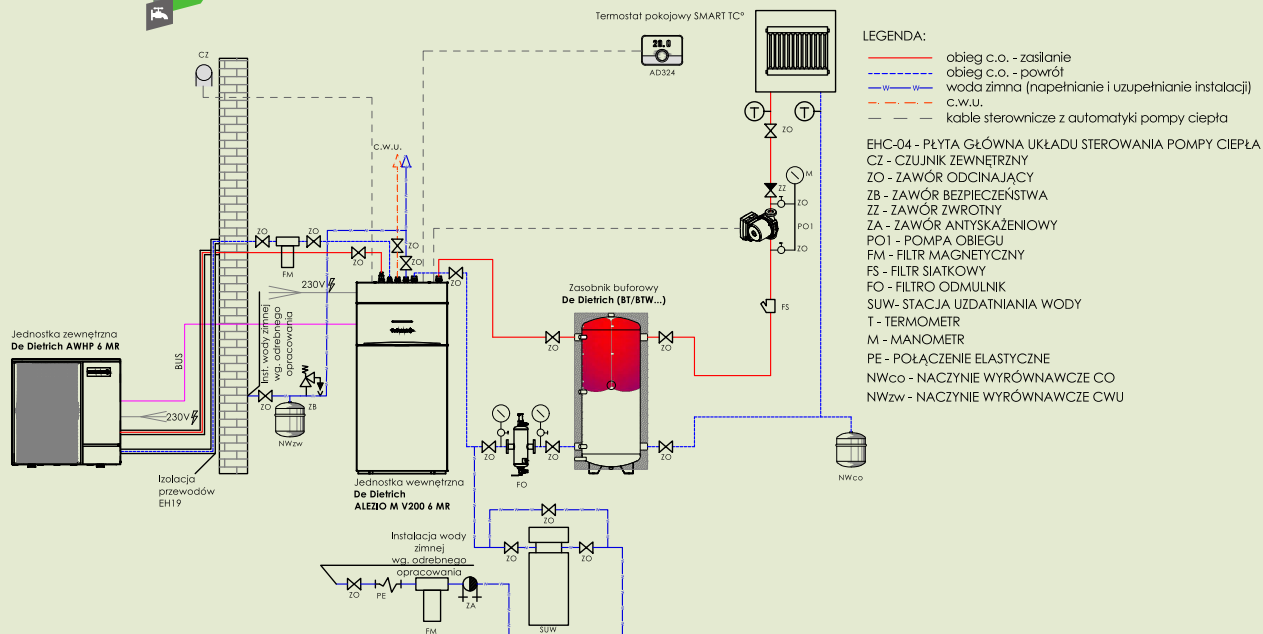 Termostat pokojowy SMART TC°
28.0
AD324
CZ
c.w.u.
T
T
ZO
M
ZZ
ZO
PO1
ZO
FS
ZO
ZO
FM
ZO
ZO
ZO
ZO
230V
Inst. wody zimnej
wg. odrebnego
opracowania
Jednostka zewnętrzna
De Dietrich AWHP 6 MR
BUS
230V
ZO
ZB
NWzw
Izolacja
przewodów
EH19
Jednostka wewnętrzna
De Dietrich
ALEZIO M V200 6 MR
Zasobnik buforowy
De Dietrich (BT/BTW...)
ZO
ZO
ZO
FO
ZO
ZO
NWco
Instalacja wody
zimnej
wg. odrebnego
opracowania
ZO
PE
FM
ZA
ZO
ZO
ZO
SUW
LEGENDA:
obieg c.o. - zasilanie
obieg c.o. - powrót
w w woda zimna (napełnianie i uzupełnianie instalacji)
c.w.u.
kable sterownicze z automatyki pompy ciepła
EHC-04 - PŁYTA GŁÓWNA UKŁADU STEROWANIA POMPY CIEPŁA
CZ - CZUJNIK ZEWNĘTRZNY
ZO - ZAWÓR ODCINAJĄCY
ZB - ZAWÓR BEZPIECZEŃSTWA
ZZ - ZAWÓR ZWROTNY
ZA - ZAWÓR ANTYSKAŻENIOWY
PO1 - POMPA OBIEGU
FM - FILTR MAGNETYCZNY
FS - FILTR SIATKOWY
FO - FILTRO ODMULNIK
SUW- STACJA UZDATNIANIA WODY
T - TERMOMETR
M - MANOMETR
PE - POŁĄCZENIE ELASTYCZNE
NWco - NACZYNIE WYRÓWNAWCZE CO
NWzw - NACZYNIE WYRÓWNAWCZE CWU